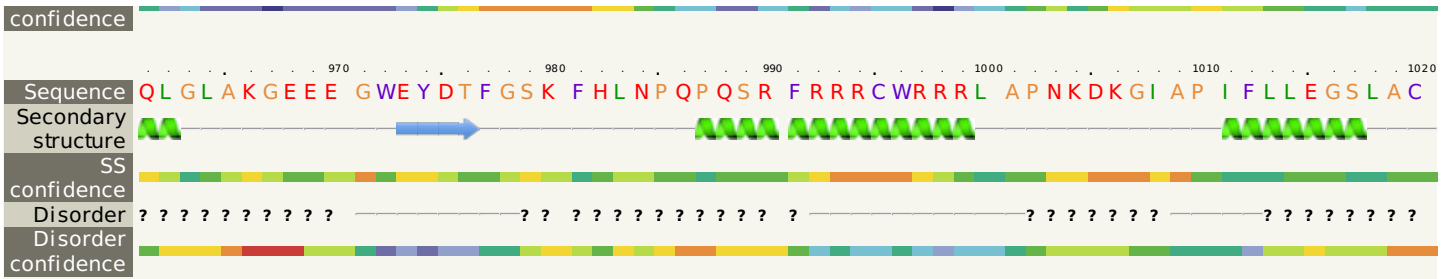 confidence
970 980 990 1000 1010 1020
Sequence QLGLAKGEEE GWEYDTFGSK FHLNPQPQSR FRRRCWRRRL APNKDKGIAP IFLLEGSLAC
Secondary
structure
SS
confidence
Disorder ? ? ? ? ? ? ? ? ? ? ? ? ? ? ? ? ? ? ? ? ? ? ? ? ? ? ? ? ? ? ? ? ? ? ? ? ? ?
Disorder
confidence